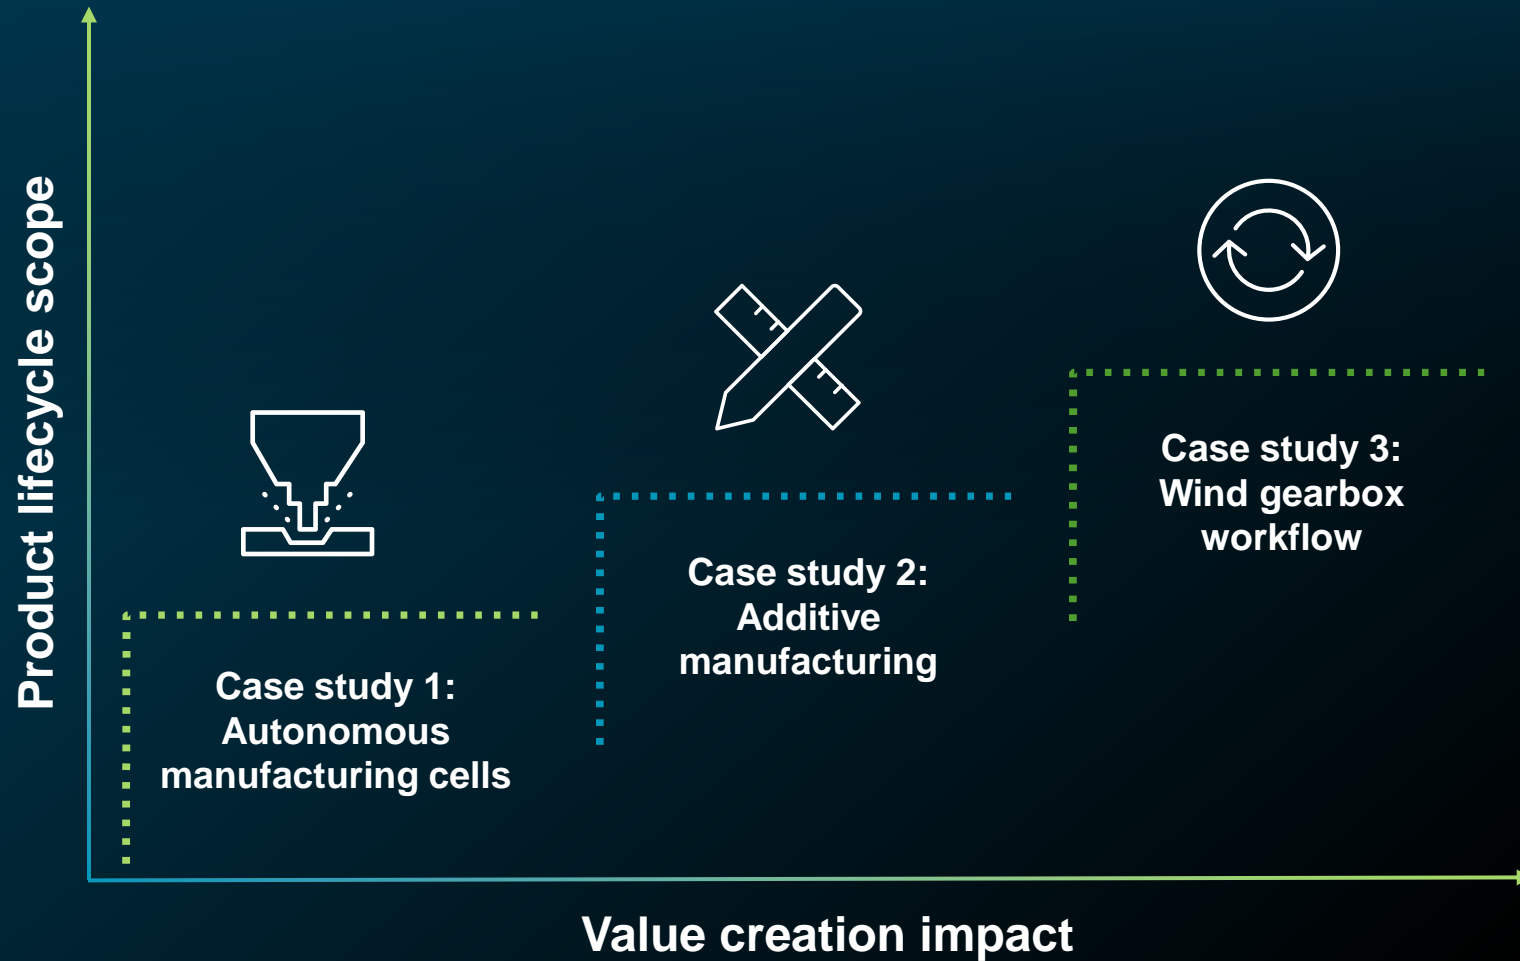 Product lifecycle scope
Case study 1:
Autonomous
manufacturing cells
Case study 2:
Additive
manufacturing
Case study 3:
Wind gearbox
workflow
Value creation impact